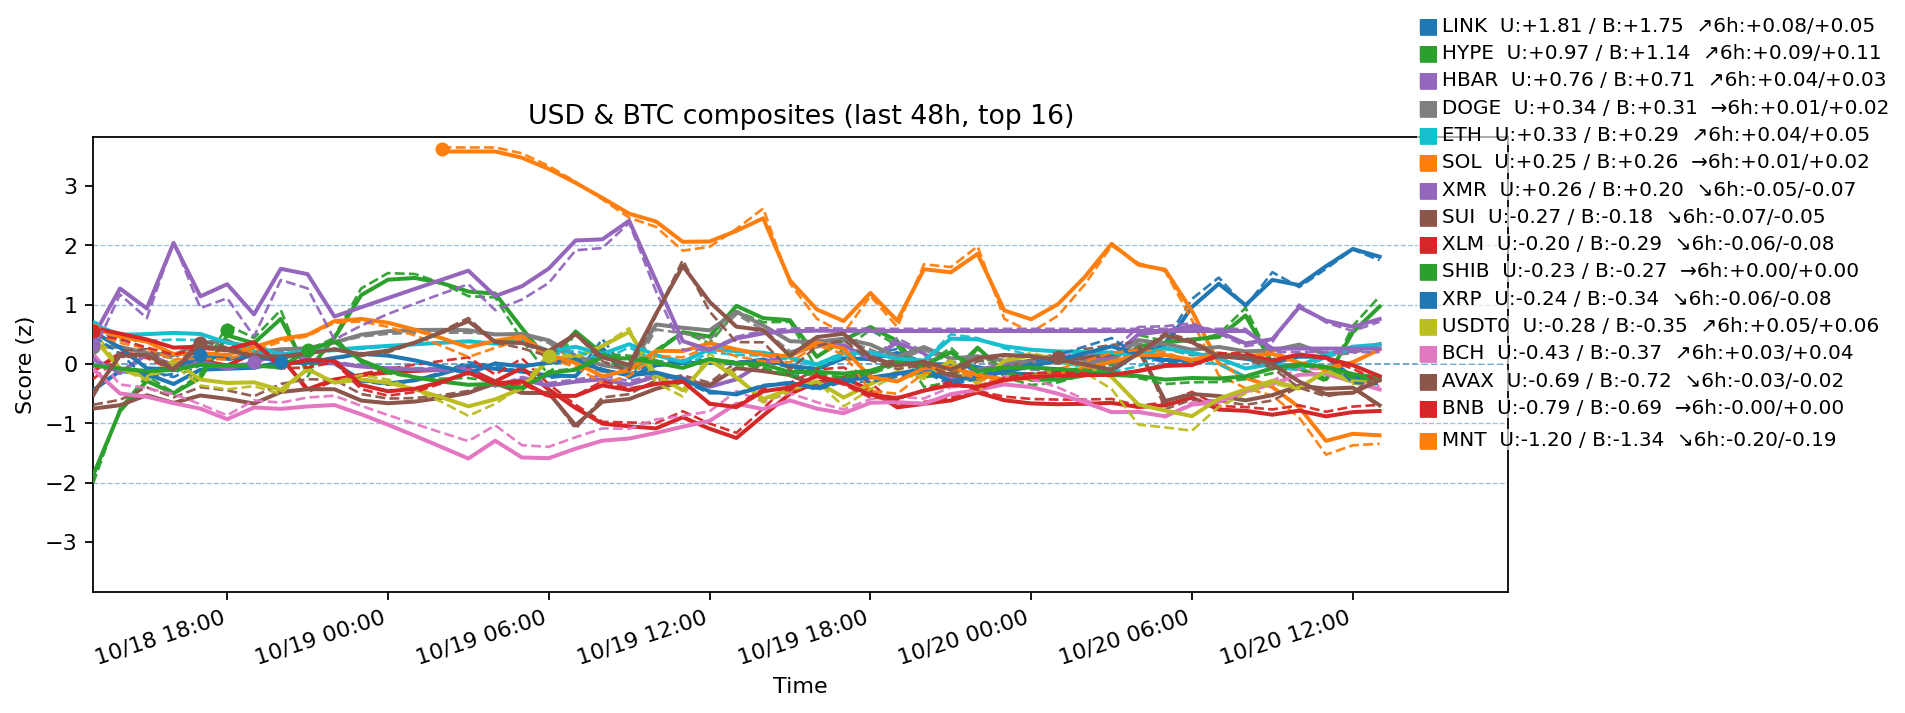 LINK  U:+1.81 / B:+1.75  ↗6h:+0.08/+0.05
HYPE  U:+0.97 / B:+1.14  ↗6h:+0.09/+0.11
HBAR  U:+0.76 / B:+0.71  ↗6h:+0.04/+0.03
DOGE  U:+0.34 / B:+0.31  →6h:+0.01/+0.02
ETH  U:+0.33 / B:+0.29  ↗6h:+0.04/+0.05
SOL  U:+0.25 / B:+0.26  →6h:+0.01/+0.02
XMR  U:+0.26 / B:+0.20  ↘6h:-0.05/-0.07
SUI  U:-0.27 / B:-0.18  ↘6h:-0.07/-0.05
XLM  U:-0.20 / B:-0.29  ↘6h:-0.06/-0.08
SHIB  U:-0.23 / B:-0.27  →6h:+0.00/+0.00
XRP  U:-0.24 / B:-0.34  ↘6h:-0.06/-0.08
USDT0  U:-0.28 / B:-0.35  ↗6h:+0.05/+0.06
BCH  U:-0.43 / B:-0.37  ↗6h:+0.03/+0.04
AVAX  U:-0.69 / B:-0.72  ↘6h:-0.03/-0.02
BNB  U:-0.79 / B:-0.69  →6h:-0.00/+0.00
MNT  U:-1.20 / B:-1.34  ↘6h:-0.20/-0.19
USD & BTC composites (last 48h, top 16)
Score (z)
3
2
1
0
−1
−2
−3
10/18 18:00
10/19 00:00
10/19 06:00
10/19 12:00
10/19 18:00
10/20 00:00
10/20 06:00
10/20 12:00
Time